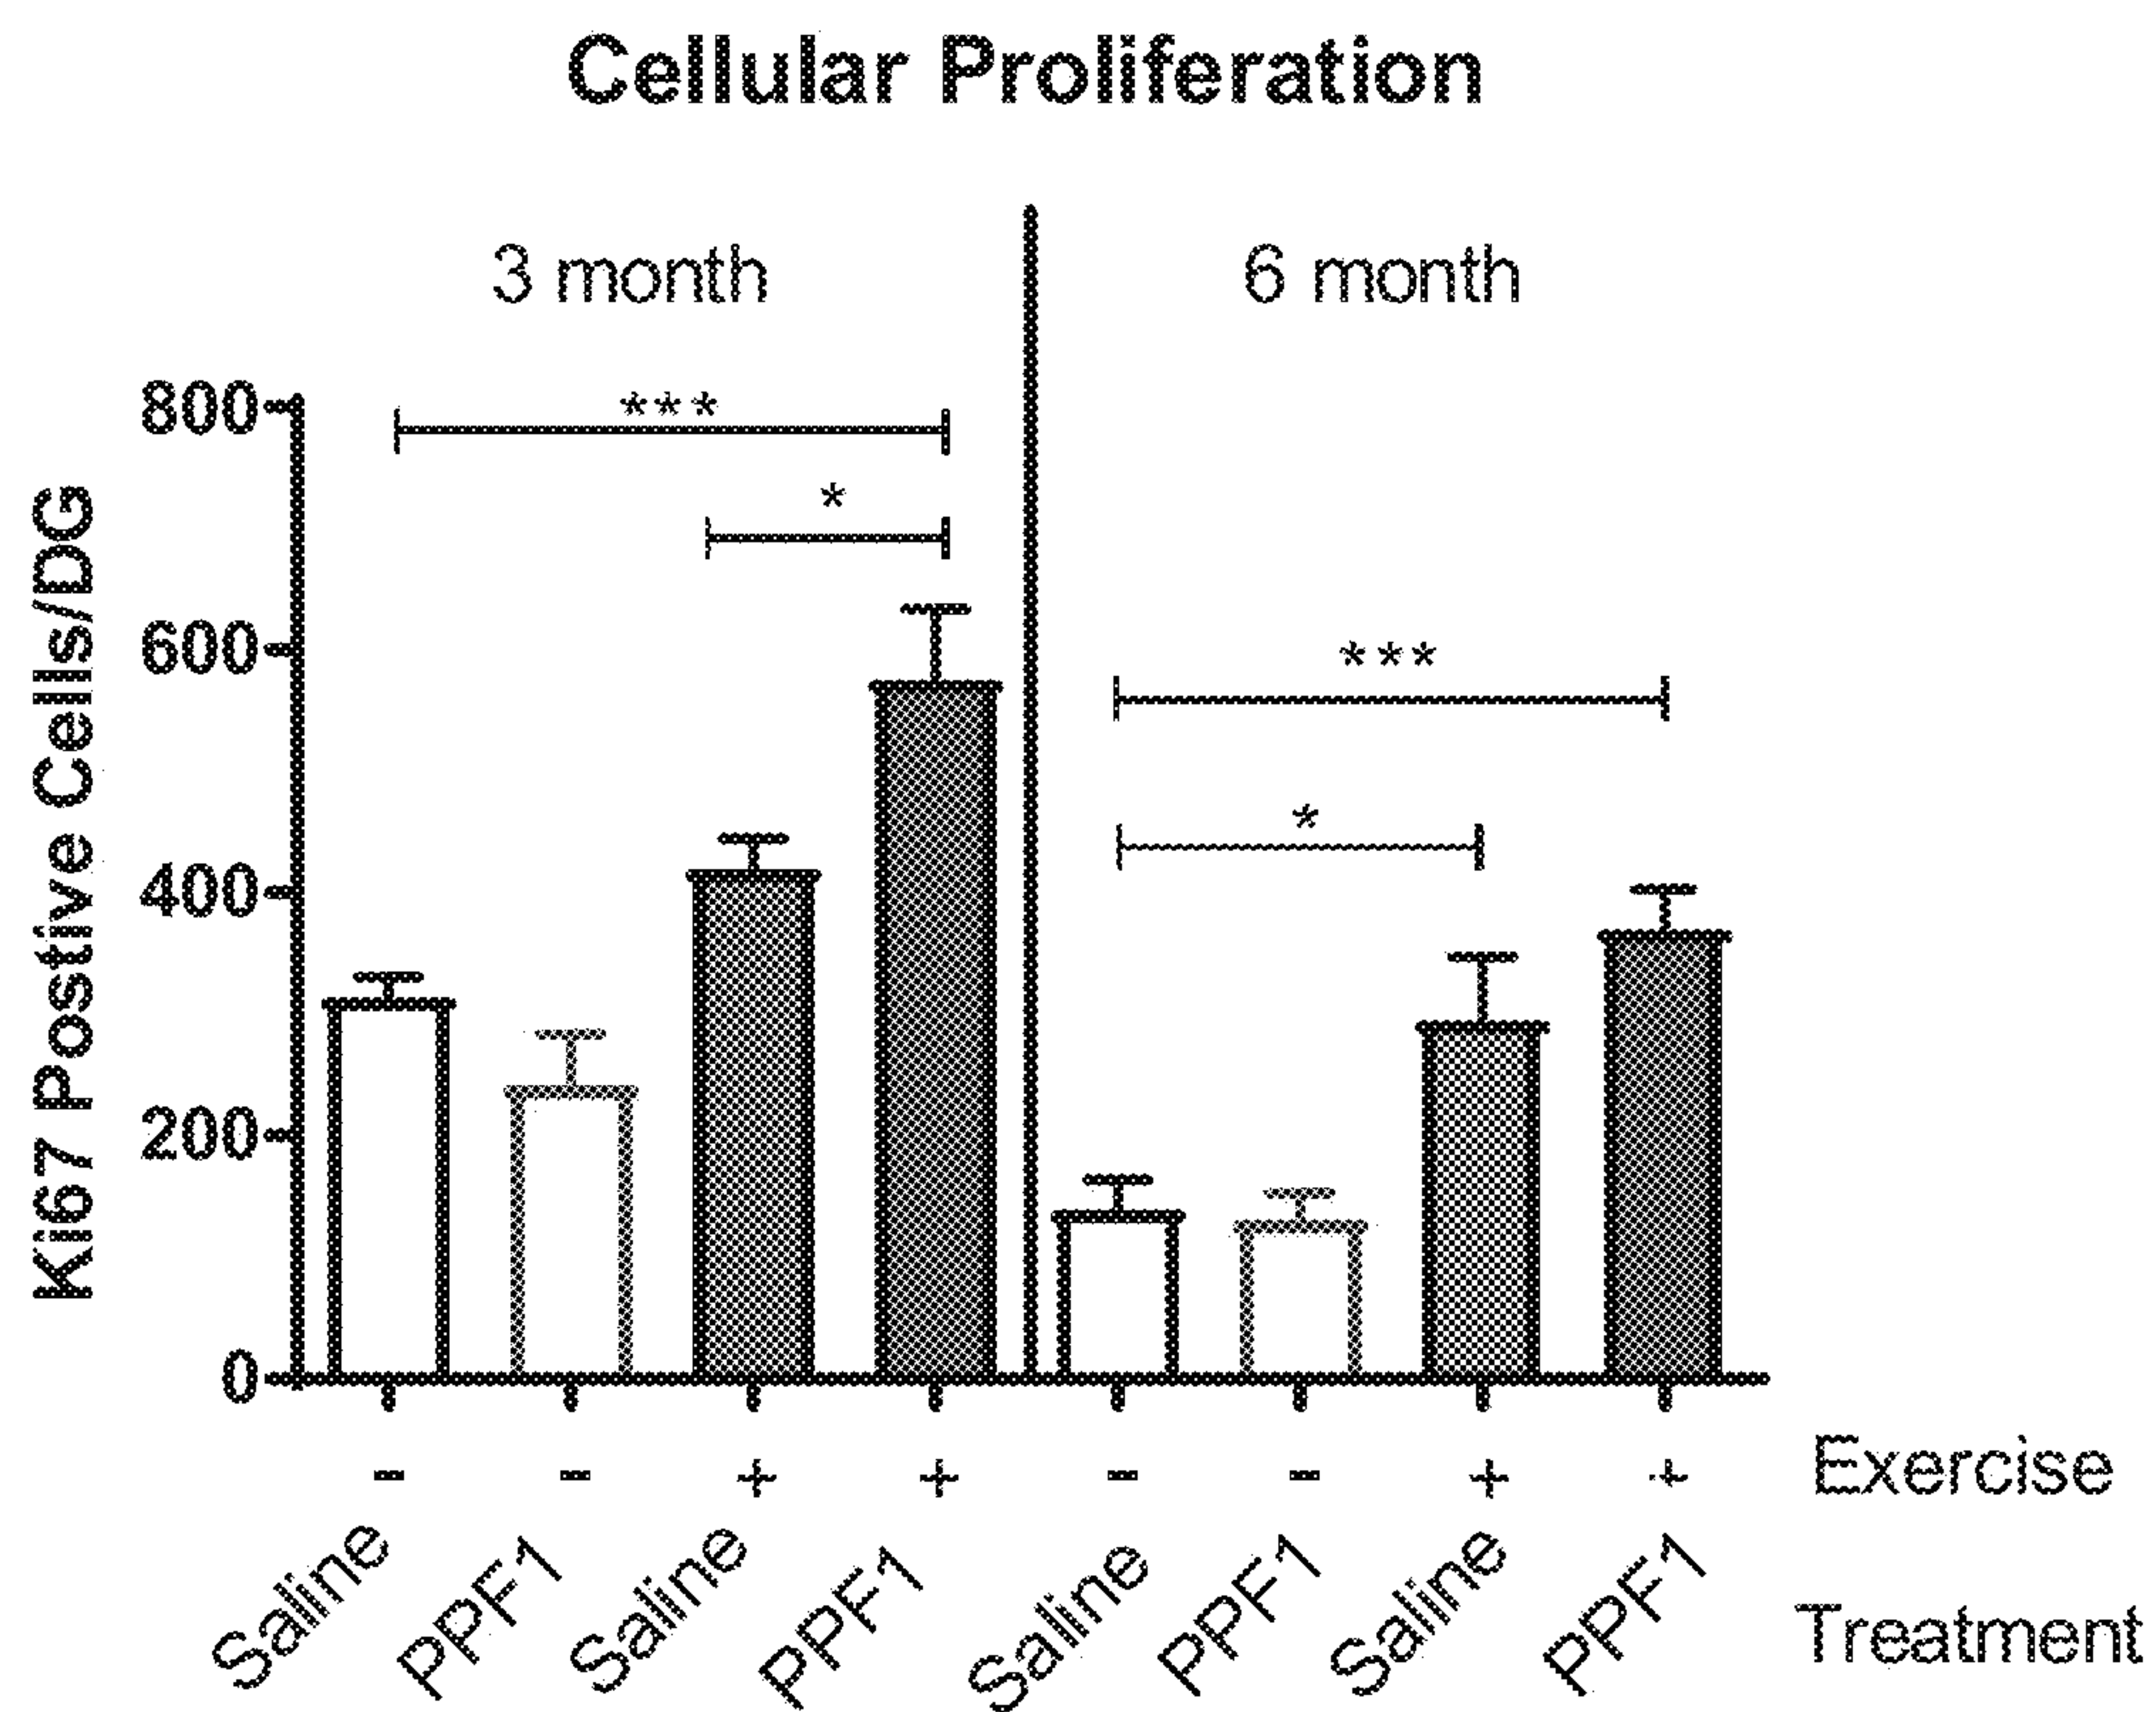 Cellular Proliferation
3 month
6 month
Ki67 Postive Cells/DG
800
600
400
200
0
***
*
***
*
- - + + - - + + Exercise
Saline PPF1 Saline PPF1 Saline PPF1 Saline PPF1 Treatment